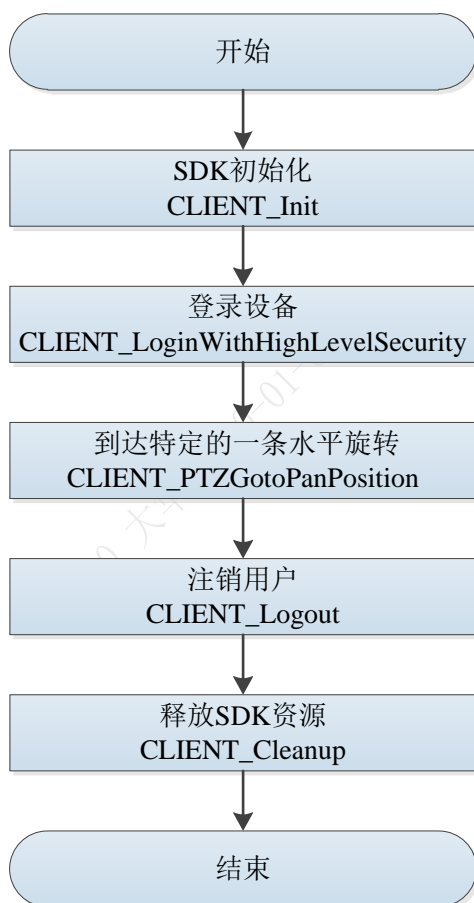 开始
SDK初始化
CLIENT_Init
登录设备
CLIENT_LoginWithHighLevelSecurity
到达特定的一条水平旋转
CLIENT_PTZGotoPanPosition
注销用户
CLIENT_Logout
释放SDK资源
CLIENT_Cleanup
结束